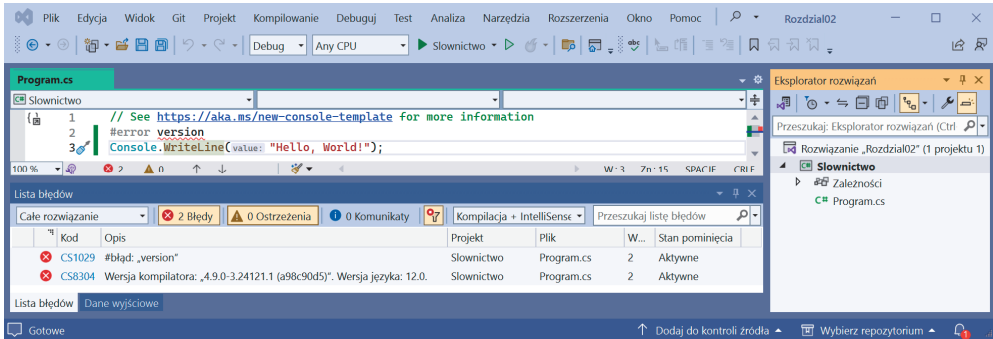 Plik Edycja Widok Git Projekt Kompilowanie Debuguj Test Analiza Narzędzia Rozszerzenia Okno Pomoc Rozdzial02
Debug Any CPU Slownictwo
Program.cs
Slownictwo
1 // See https://aka.ms/new-console-template for more information
2 #error version
3 Console.WriteLine(value: "Hello, World!");
100 % 2 0 W: 3 Zn: 15 SPACJE CRLF
Lista błędów
Całe rozwiązanie 2 Błędy 0 Ostrzeżenia 0 Komunikaty Kompilacja + IntelliSense Przeszukaj listę błędów
Kod Opis Projekt Plik W... Stan pominięcia
CS1029 #błąd: „version” Slownictwo Program.cs 2 Aktywne
CS8304 Wersja kompilatora: „4.9.0-3.24121.1 (a98c90d5)”. Wersja języka: 12.0. Slownictwo Program.cs 2 Aktywne
Lista błędów Dane wyjściowe
Eksplorator rozwiązań
Przeszukaj: Eksplorator rozwiązań (Ctrl
Rozwiązanie „Rozdzial02” (1 projektu 1)
Slownictwo
Zależności
C# Program.cs
Gotowe Dodaj do kontroli źródła Wybierz repozytorium 1